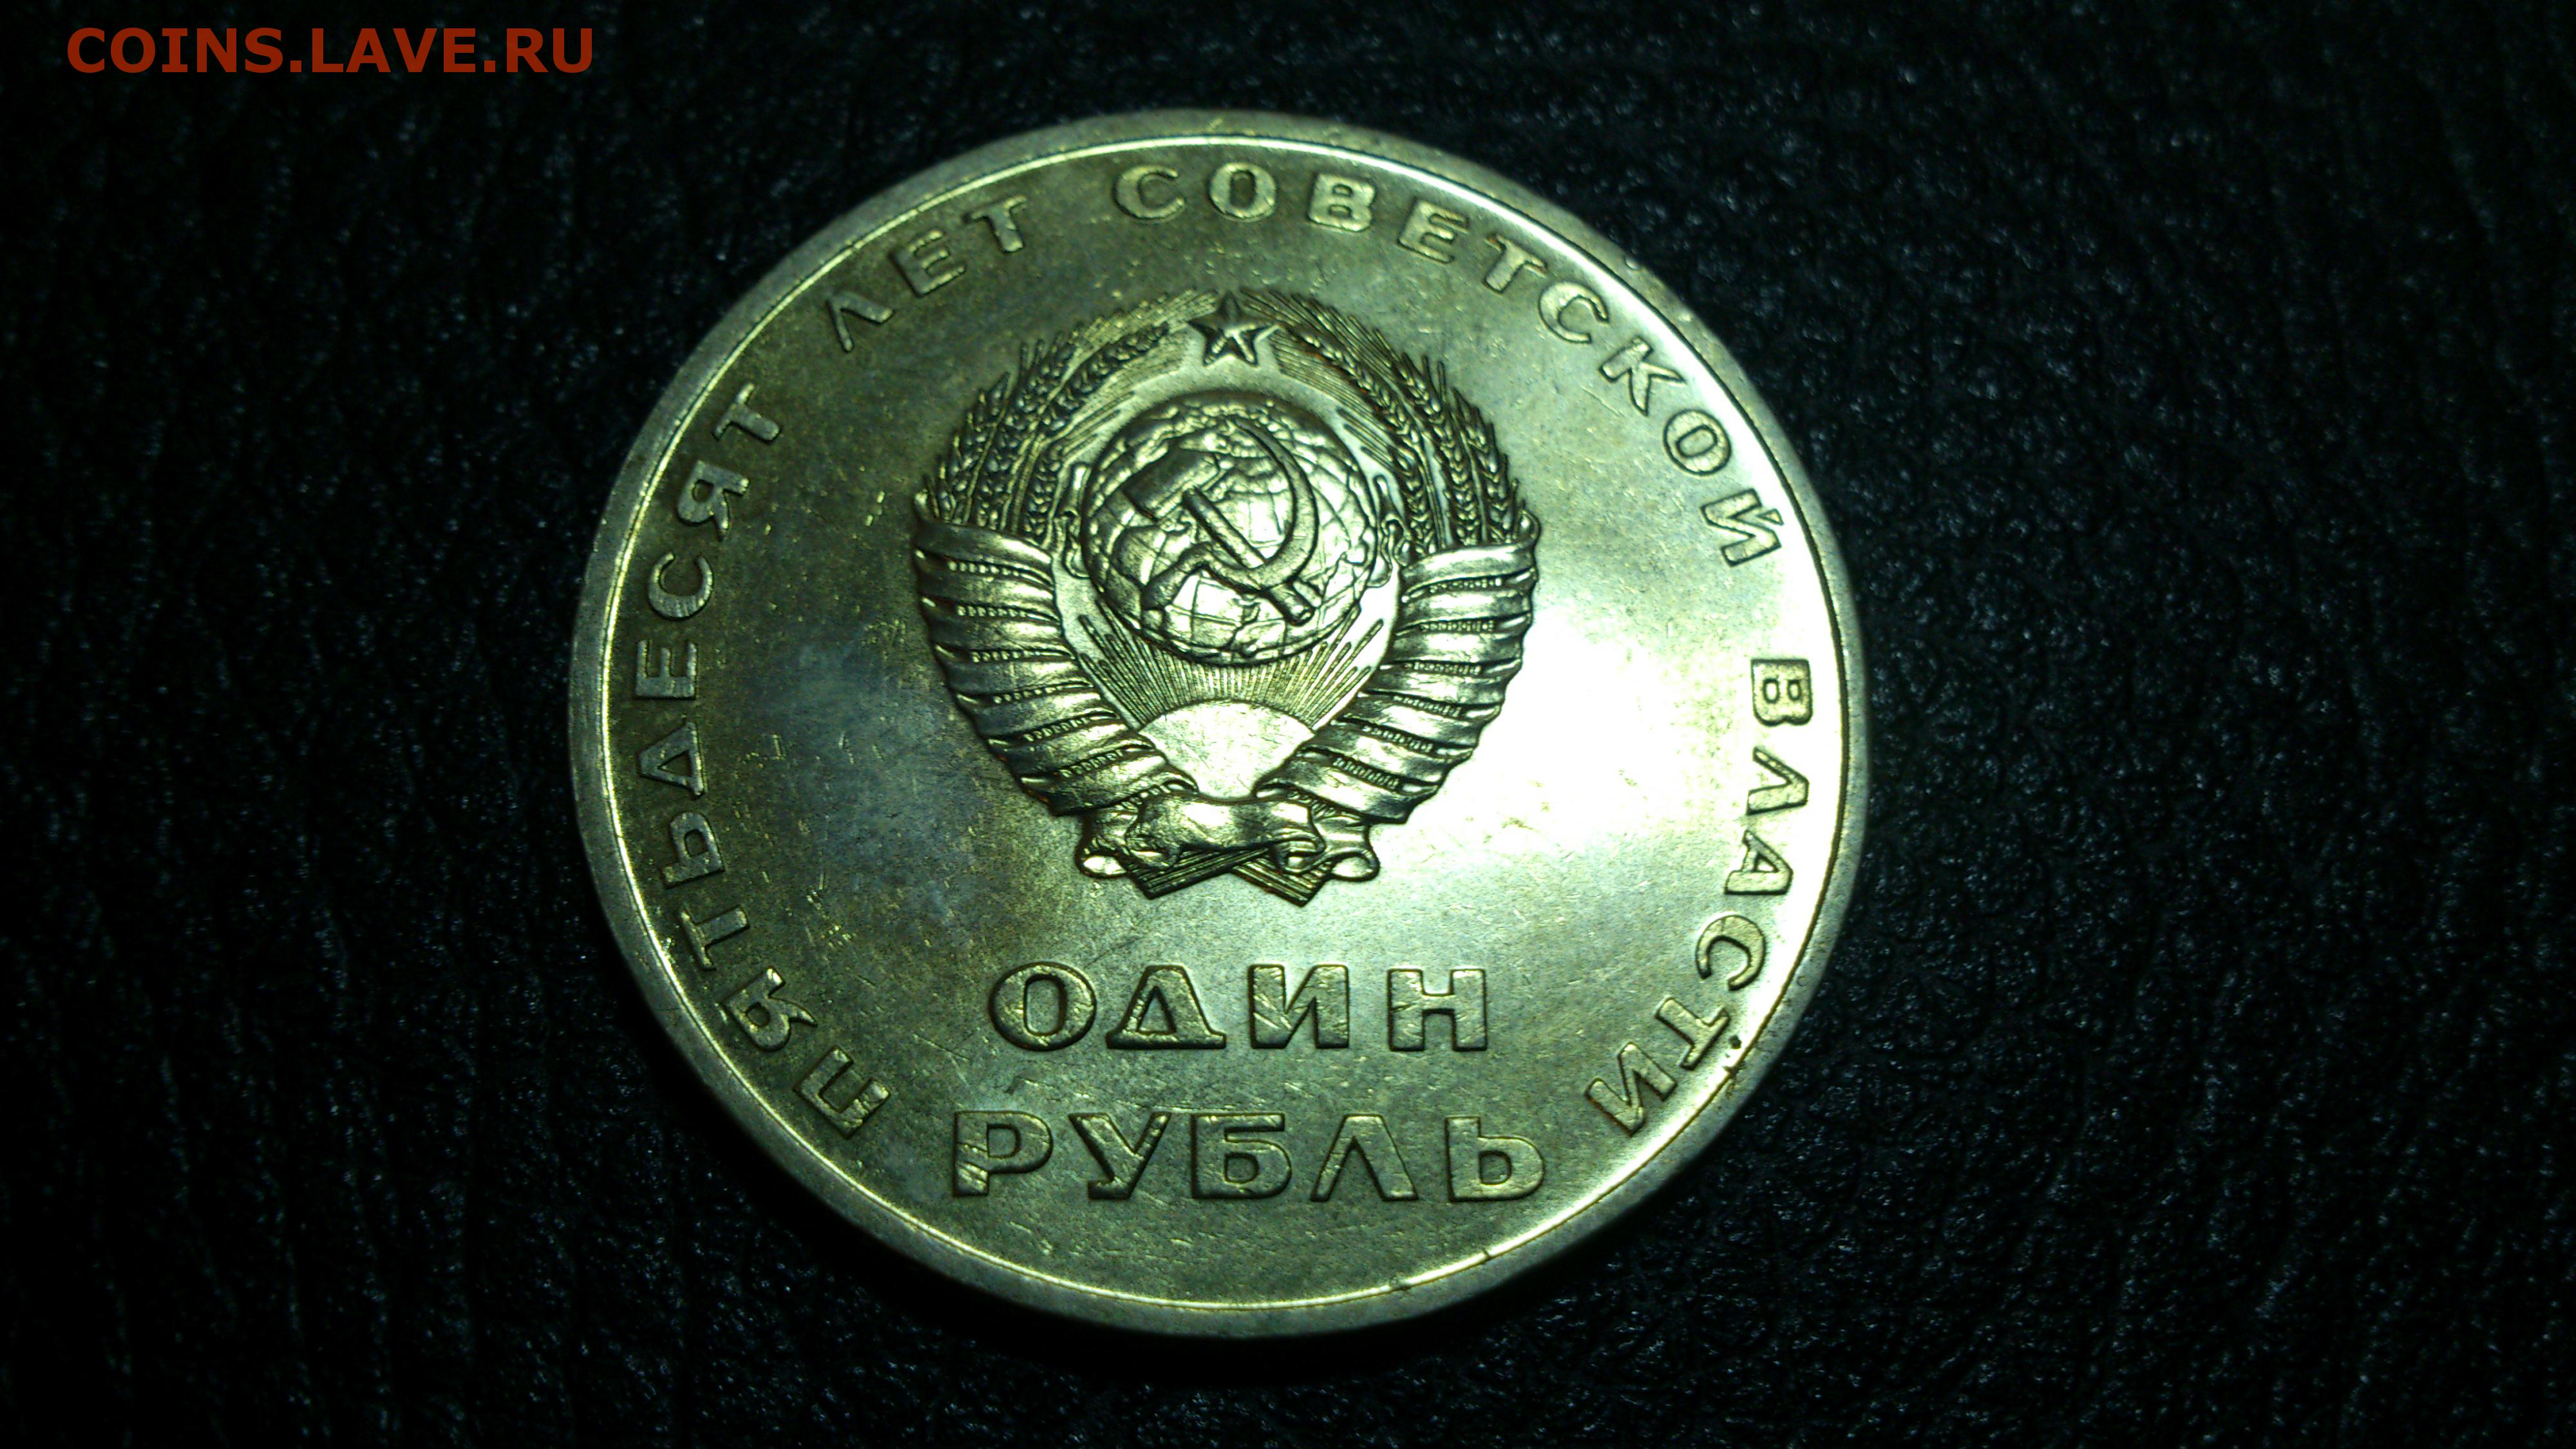 COINS.LAVE.RU
ПЯТЬДЕСЯТ ЛЕТ СОВЕТСКОЙ ВЛАСТИ
ОДИН
РУБЛЬ